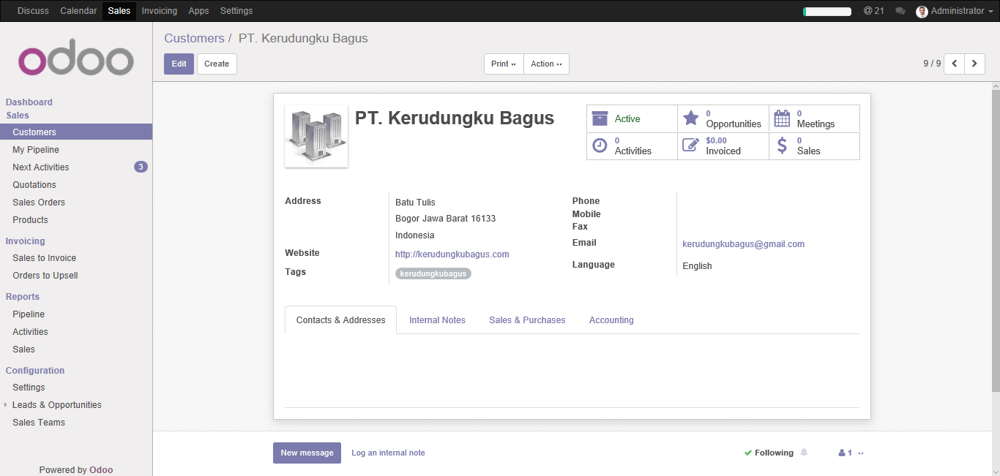 Discuss Calendar Sales Invoicing Apps Settings @ 21 Administrator
odoo
Dashboard
Sales
Customers
My Pipeline
Next Activities 3
Quotations
Sales Orders
Products
Invoicing
Sales to Invoice
Orders to Upsell
Reports
Pipeline
Activities
Sales
Configuration
Settings
Leads & Opportunities
Sales Teams
Powered by Odoo
Customers / PT. Kerudungku Bagus
Edit Create Print Action 9 / 9
PT. Kerudungku Bagus
Active
0
Opportunities
0
Meetings
0
Activities
$0.00
Invoiced
0
Sales
Address
Batu Tulis
Bogor Jawa Barat 16133
Indonesia
Website http://kerudungkubagus.com
Tags kerudungkubagus
Phone
Mobile
Fax
Email kerudungkubagus@gmail.com
Language English
Contacts & Addresses Internal Notes Sales & Purchases Accounting
New message Log an internal note Following 1